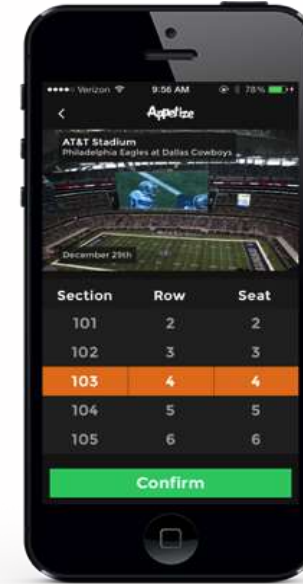 Verizon 9:56 AM 78%
Appetize
AT&T Stadium
Philadelphia Eagles at Dallas Cowboys
December 29th
Section Row Seat
101 2 2
102 3 3
103 4 4
104 5 5
105 6 6
Confirm